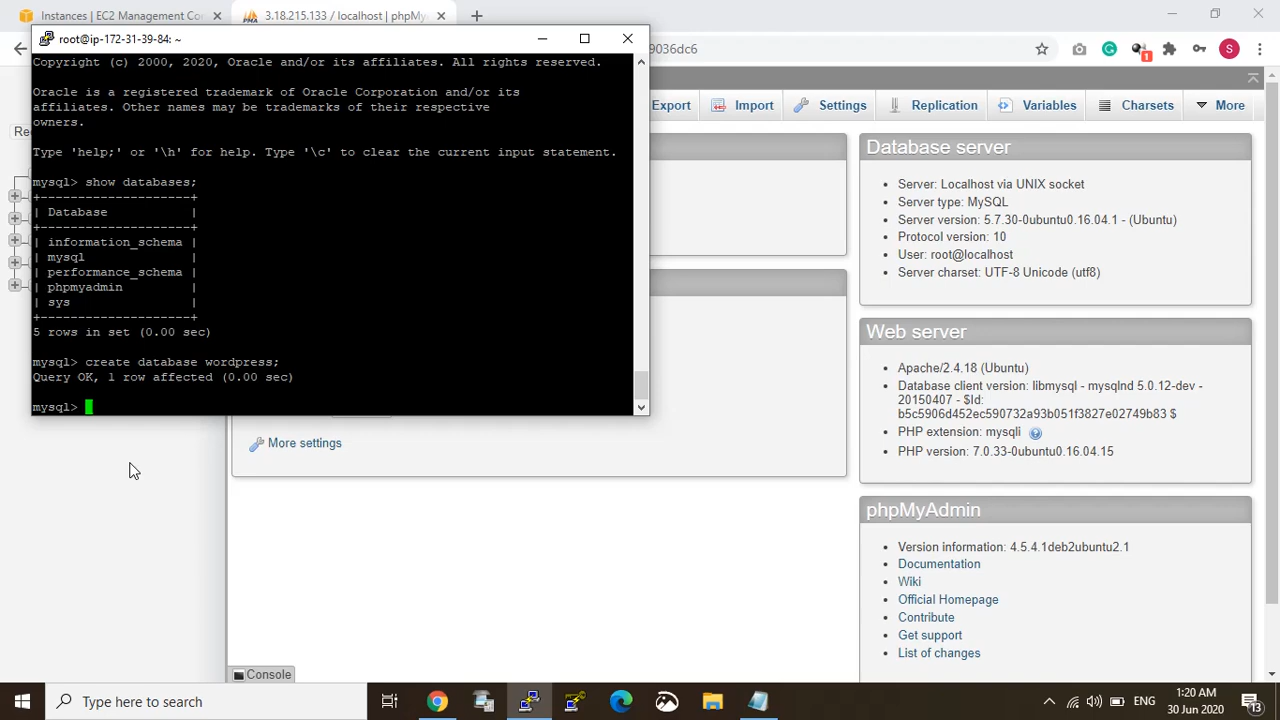 Instances | EC2 Management Con
3.18.215.133 / localhost | phpMy
root@ip-172-31-39-84: ~
9036dc6
Copyright (c) 2000, 2020, Oracle and/or its affiliates. All rights reserved.
Oracle is a registered trademark of Oracle Corporation and/or its
affiliates. Other names may be trademarks of their respective
owners.
Type 'help;' or '\h' for help. Type '\c' to clear the current input statement.
mysql> show databases;
+--------------------+
| Database           |
+--------------------+
| information_schema |
| mysql              |
| performance_schema |
| phpmyadmin         |
| sys                |
+--------------------+
5 rows in set (0.00 sec)
mysql> create database wordpress;
Query OK, 1 row affected (0.00 sec)
mysql>
Rec
Export
Import
Settings
Replication
Variables
Charsets
More
More settings
Console
Database server
Server: Localhost via UNIX socket
Server type: MySQL
Server version: 5.7.30-0ubuntu0.16.04.1 - (Ubuntu)
Protocol version: 10
User: root@localhost
Server charset: UTF-8 Unicode (utf8)
Web server
Apache/2.4.18 (Ubuntu)
Database client version: libmysql - mysqlnd 5.0.12-dev -
20150407 - $Id:
b5c5906d452ec590732a93b051f3827e02749b83 $
PHP extension: mysqli
PHP version: 7.0.33-0ubuntu0.16.04.15
phpMyAdmin
Version information: 4.5.4.1deb2ubuntu2.1
Documentation
Wiki
Official Homepage
Contribute
Get support
List of changes
Type here to search
ENG
1:20 AM
30 Jun 2020
13
S
1